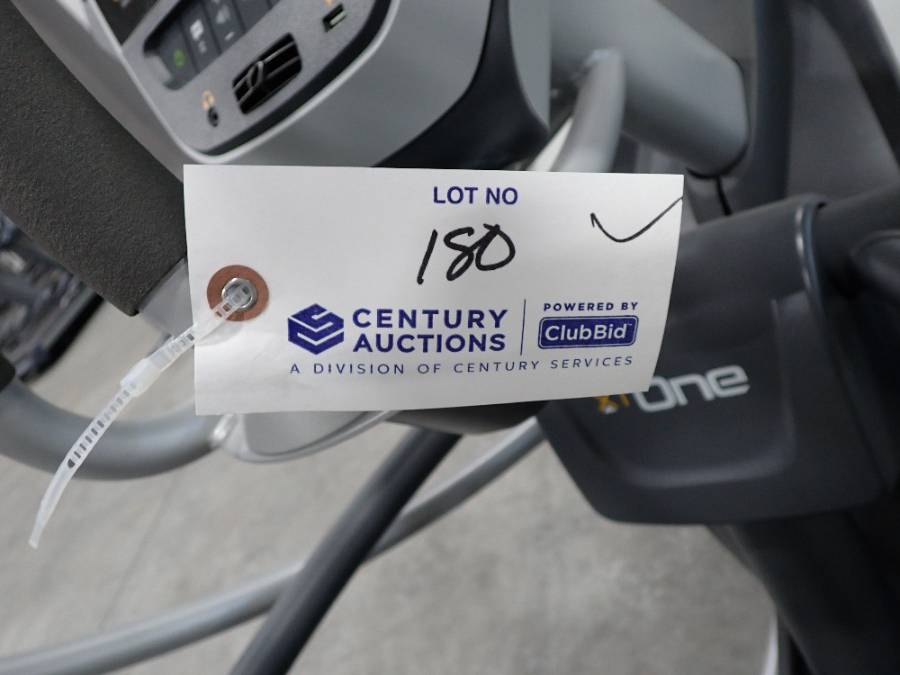 LOT NO
180
CENTURY AUCTIONS
POWERED BY
ClubBid
A DIVISION OF CENTURY SERVICES
One